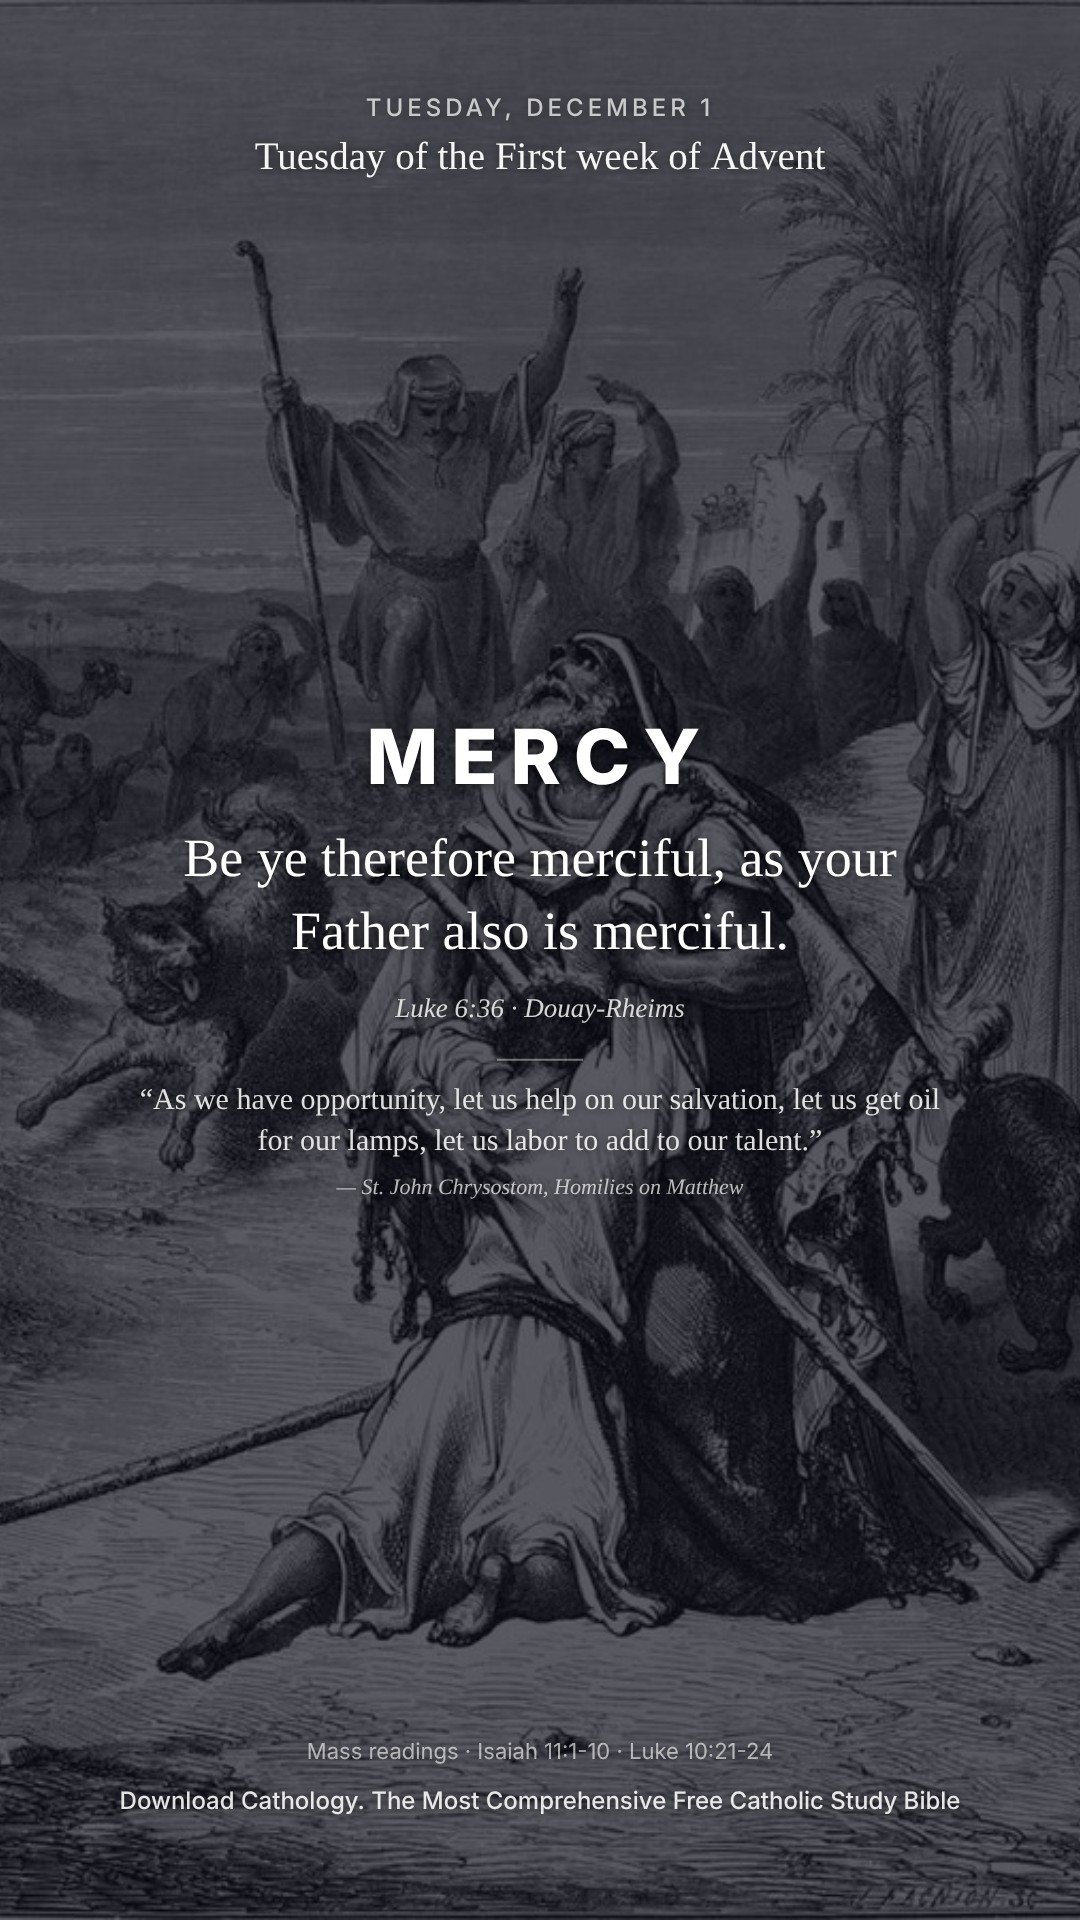 TUESDAY, DECEMBER 1
Tuesday of the First week of Advent
MERCY
Be ye therefore merciful, as your
Father also is merciful.
Luke 6:36 · Douay-Rheims
“As we have opportunity, let us help on our salvation, let us get oil
for our lamps, let us labor to add to our talent.”
— St. John Chrysostom, Homilies on Matthew
Mass readings · Isaiah 11:1-10 · Luke 10:21-24
Download Cathology. The Most Comprehensive Free Catholic Study Bible